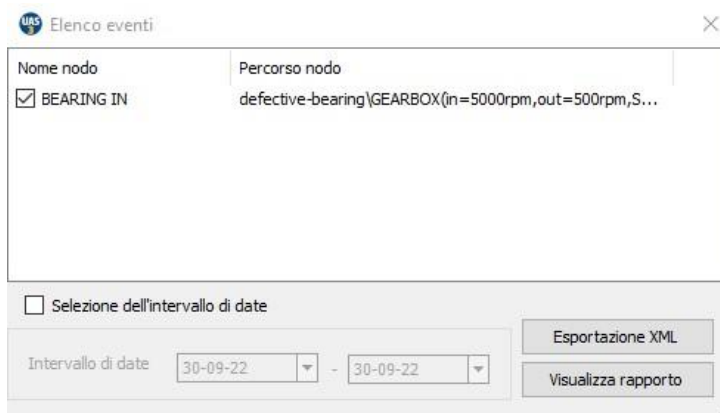 UAS
3
Elenco eventi
Nome nodo Percorso nodo
BEARING IN defective-bearing\GEARBOX(in=5000rpm,out=500rpm,S...
Selezione dell'intervallo di date
Esportazione XML
Intervallo di date 30-09-22 - 30-09-22
Visualizza rapporto